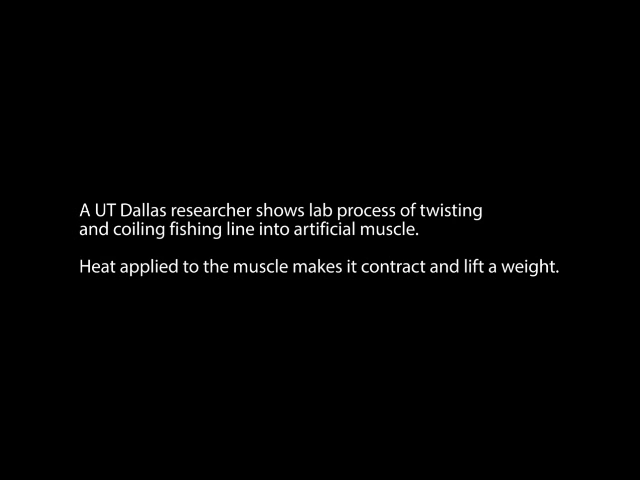 A UT Dallas researcher shows lab process of twisting
and coiling fishing line into artificial muscle.
Heat applied to the muscle makes it contract and lift a weight.